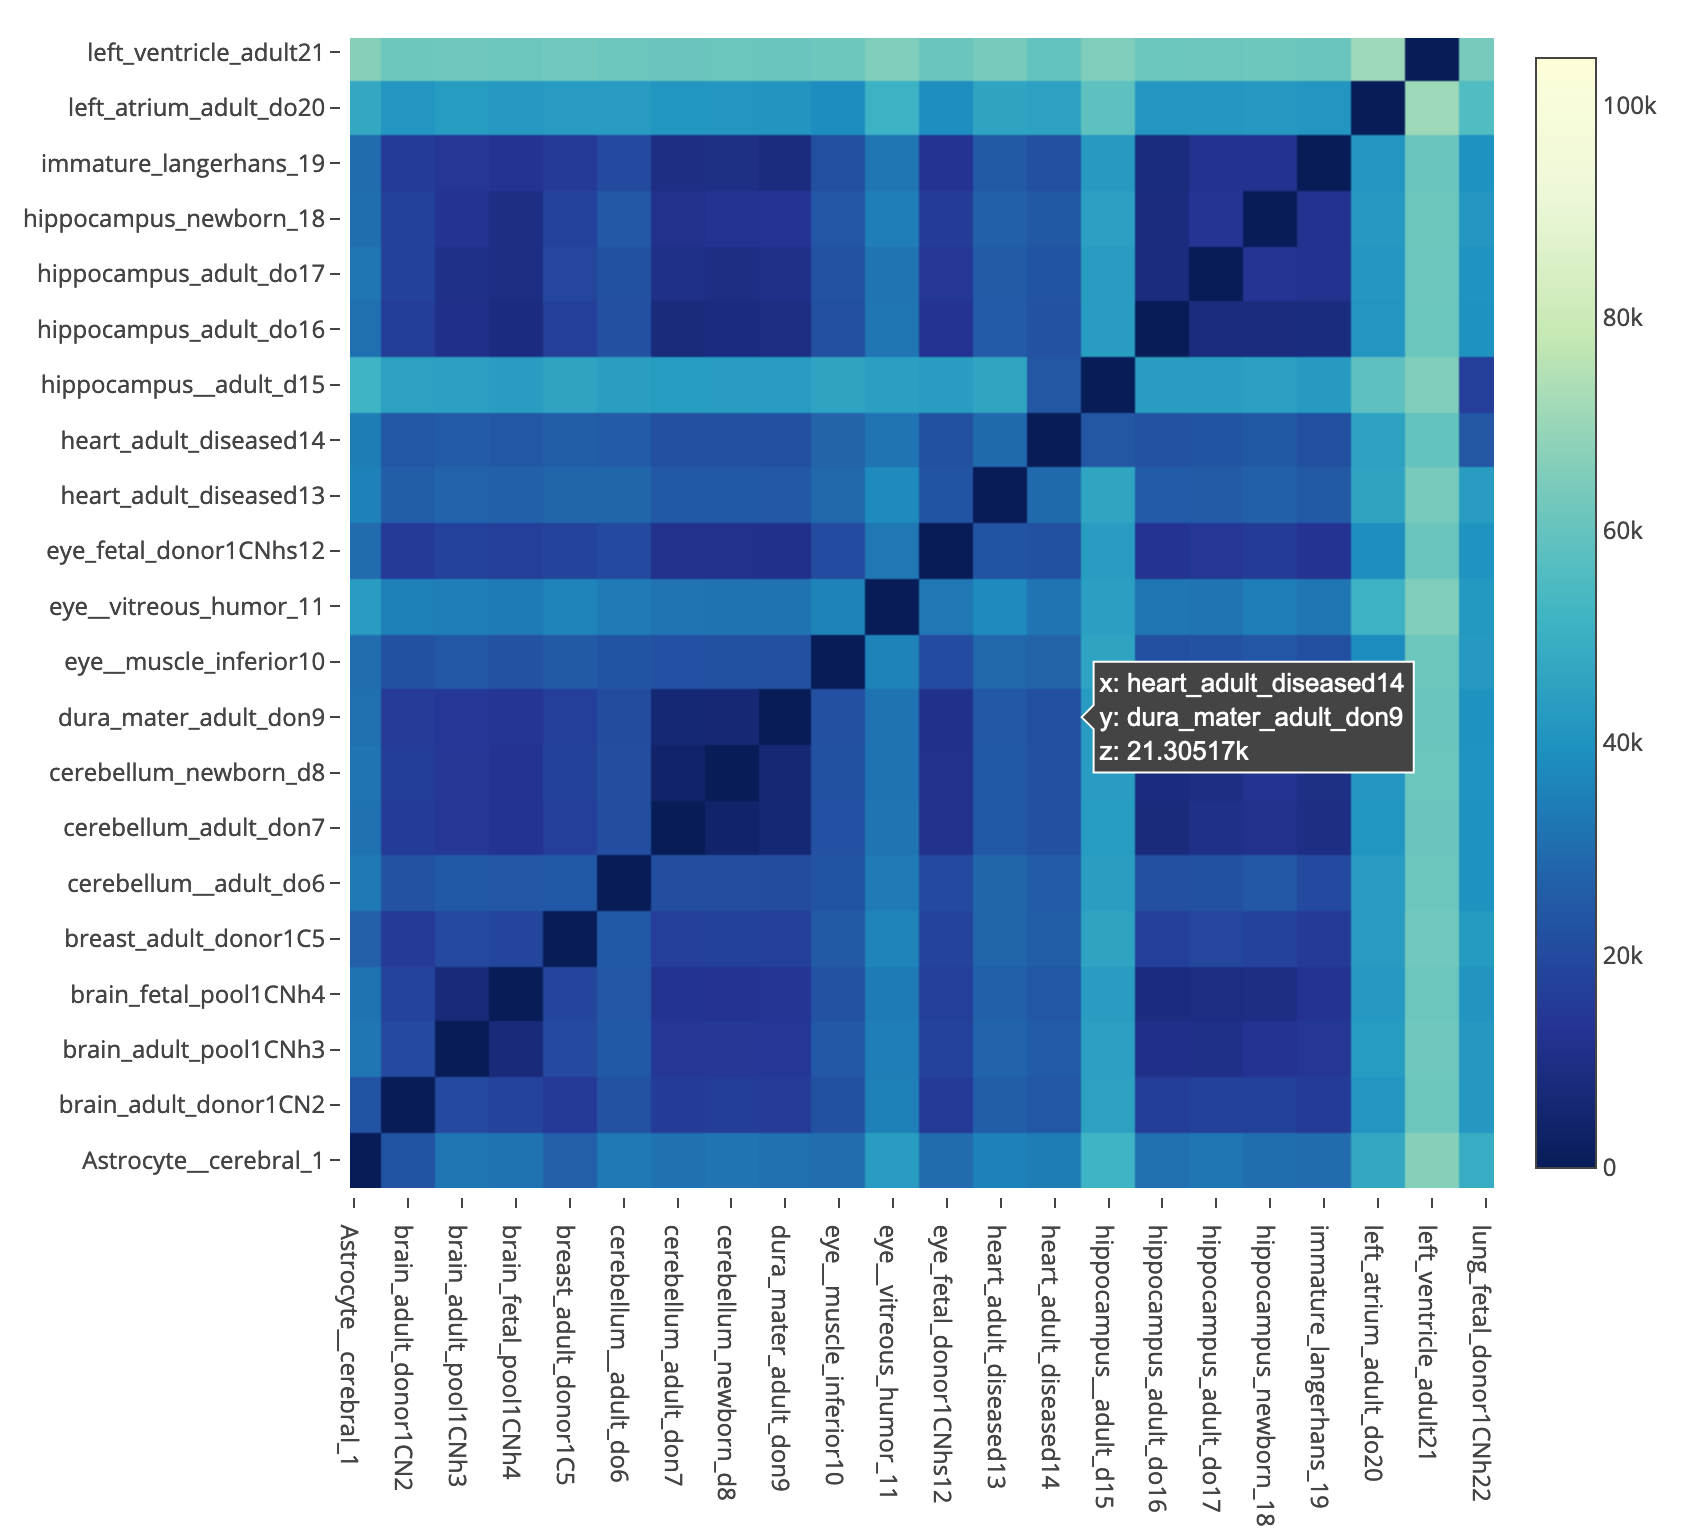 left_ventricle_adult21
left_atrium_adult_do20
immature_langerhans_19
hippocampus_newborn_18
hippocampus_adult_do17
hippocampus_adult_do16
hippocampus__adult_d15
heart_adult_diseased14
heart_adult_diseased13
eye_fetal_donor1CNhs12
eye__vitreous_humor_11
eye__muscle_inferior10
dura_mater_adult_don9
cerebellum_newborn_d8
cerebellum_adult_don7
cerebellum__adult_do6
breast_adult_donor1C5
brain_fetal_pool1CNh4
brain_adult_pool1CNh3
brain_adult_donor1CN2
Astrocyte__cerebral_1
x: heart_adult_diseased14
y: dura_mater_adult_don9
z: 21.30517k
100k
80k
60k
40k
20k
0
Astrocyte__cerebral_1
brain_adult_donor1CN2
brain_adult_pool1CNh3
brain_fetal_pool1CNh4
breast_adult_donor1C5
cerebellum__adult_do6
cerebellum_adult_don7
cerebellum_newborn_d8
dura_mater_adult_don9
eye__muscle_inferior10
eye__vitreous_humor_11
eye_fetal_donor1CNhs12
heart_adult_diseased13
heart_adult_diseased14
hippocampus__adult_d15
hippocampus_adult_do16
hippocampus_adult_do17
hippocampus_newborn_18
immature_langerhans_19
left_atrium_adult_do20
left_ventricle_adult21
lung_fetal_donor1CNh22